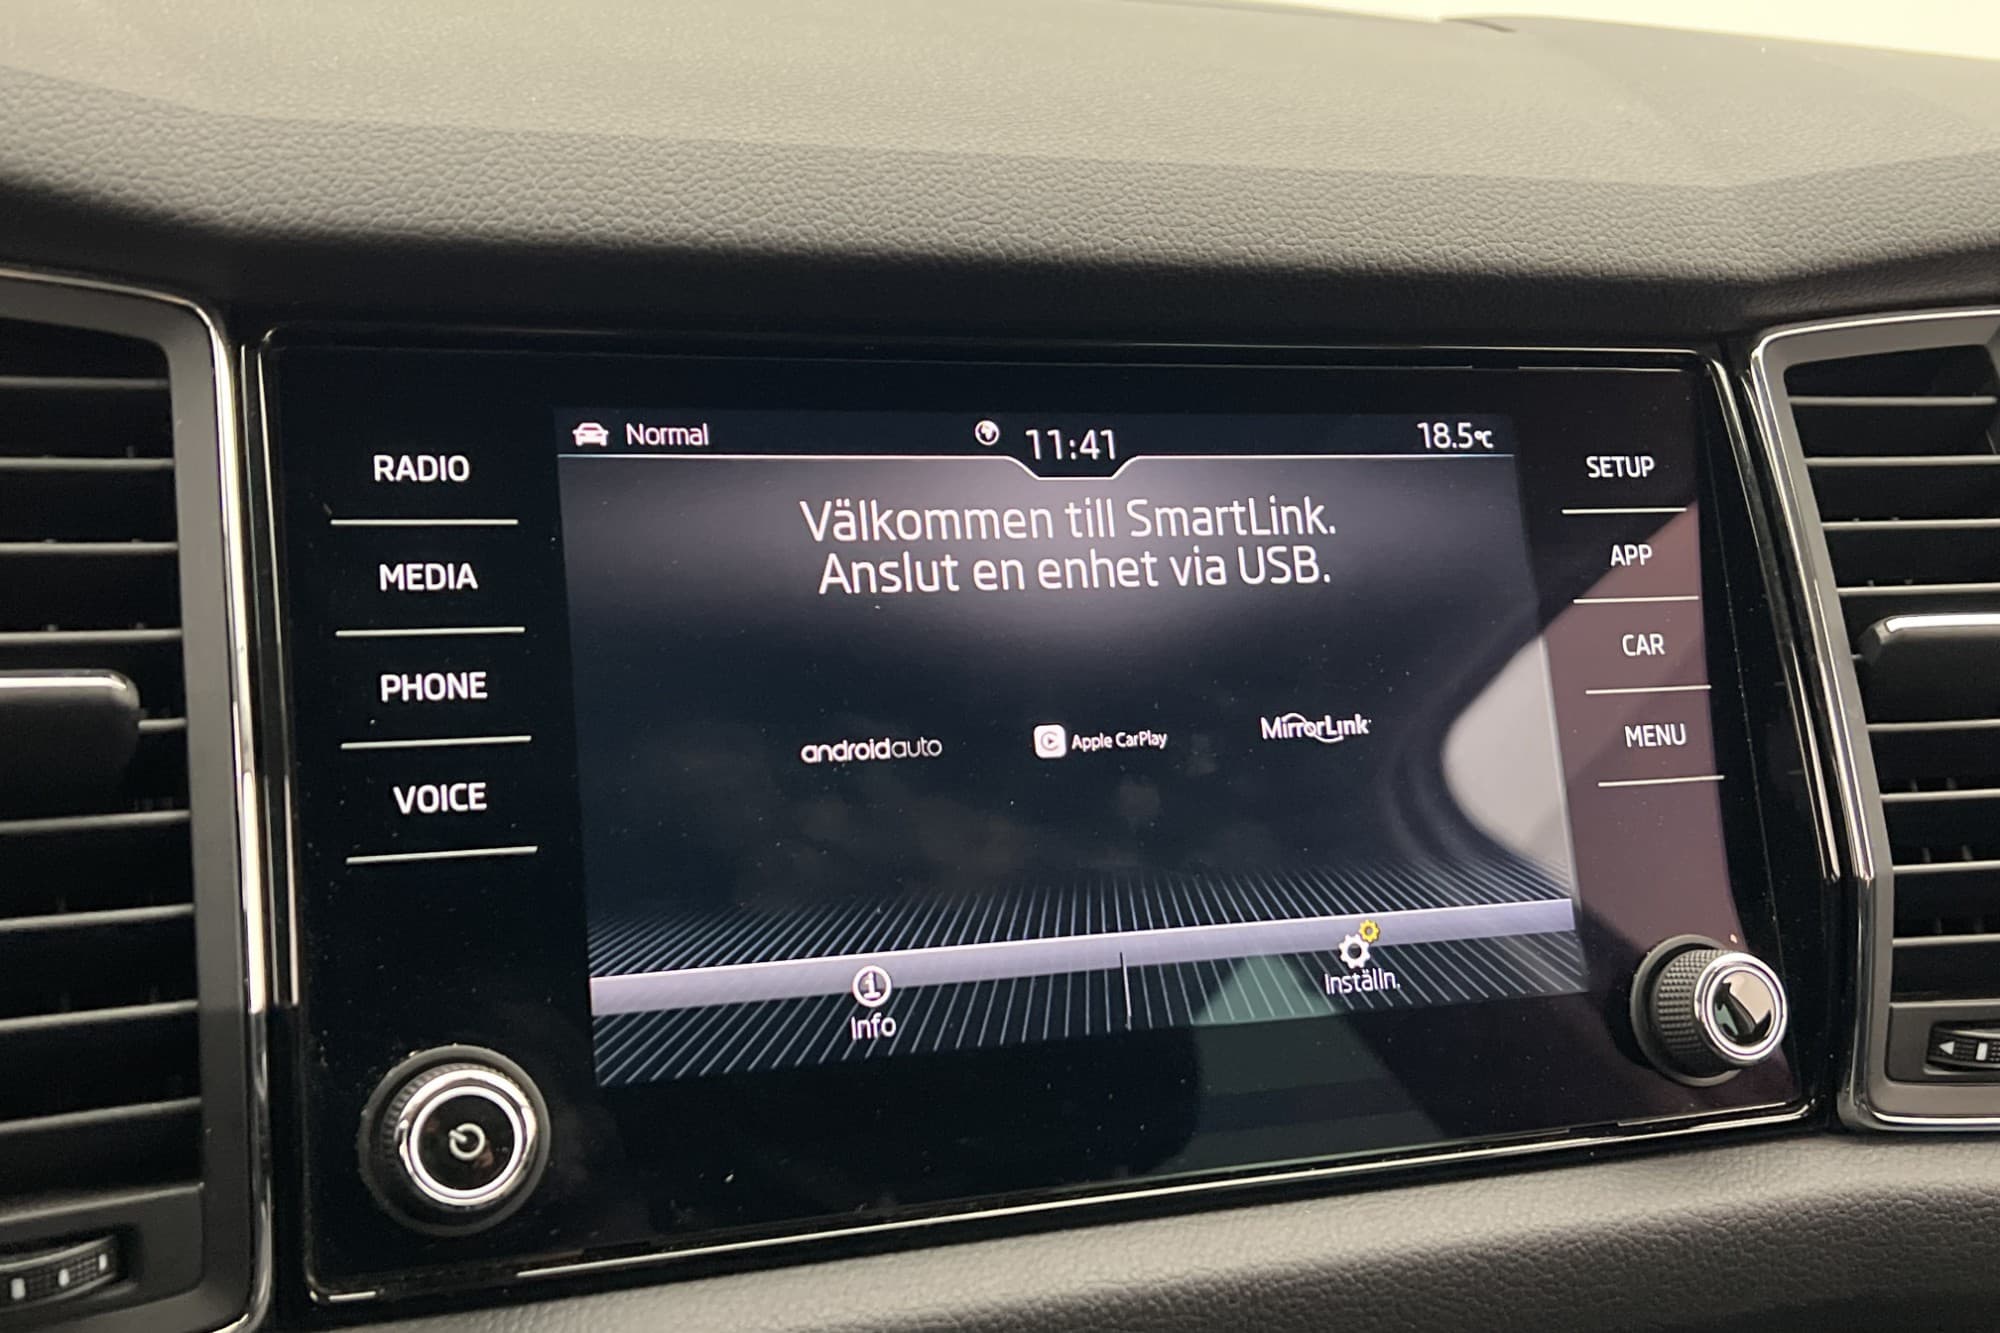 Normal
11:41
18.5°C
RADIO
MEDIA
PHONE
VOICE
Välkommen till SmartLink.
Anslut en enhet via USB.
androidauto
Apple CarPlay
MirrorLink
Info
Inställn.
SETUP
APP
CAR
MENU